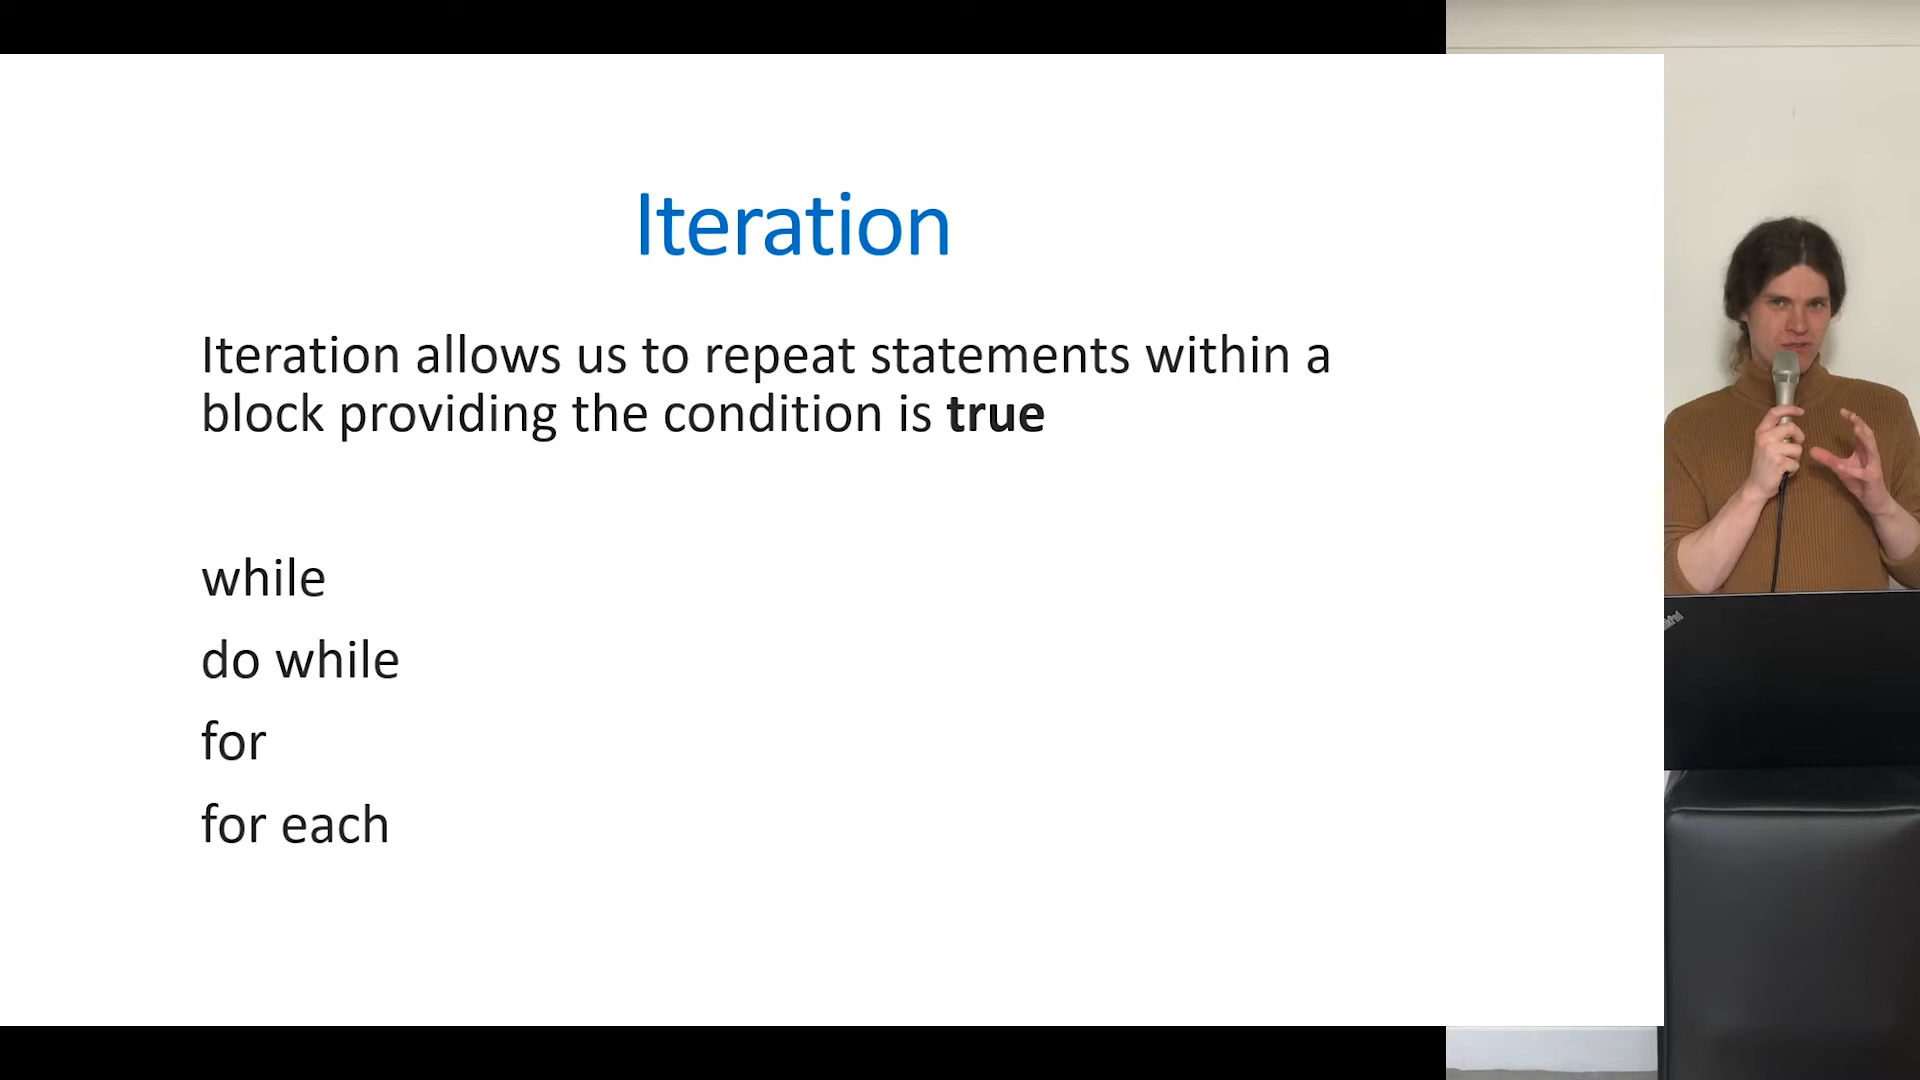 Iteration
Iteration allows us to repeat statements within a
block providing the condition is true
while
do while
for
for each